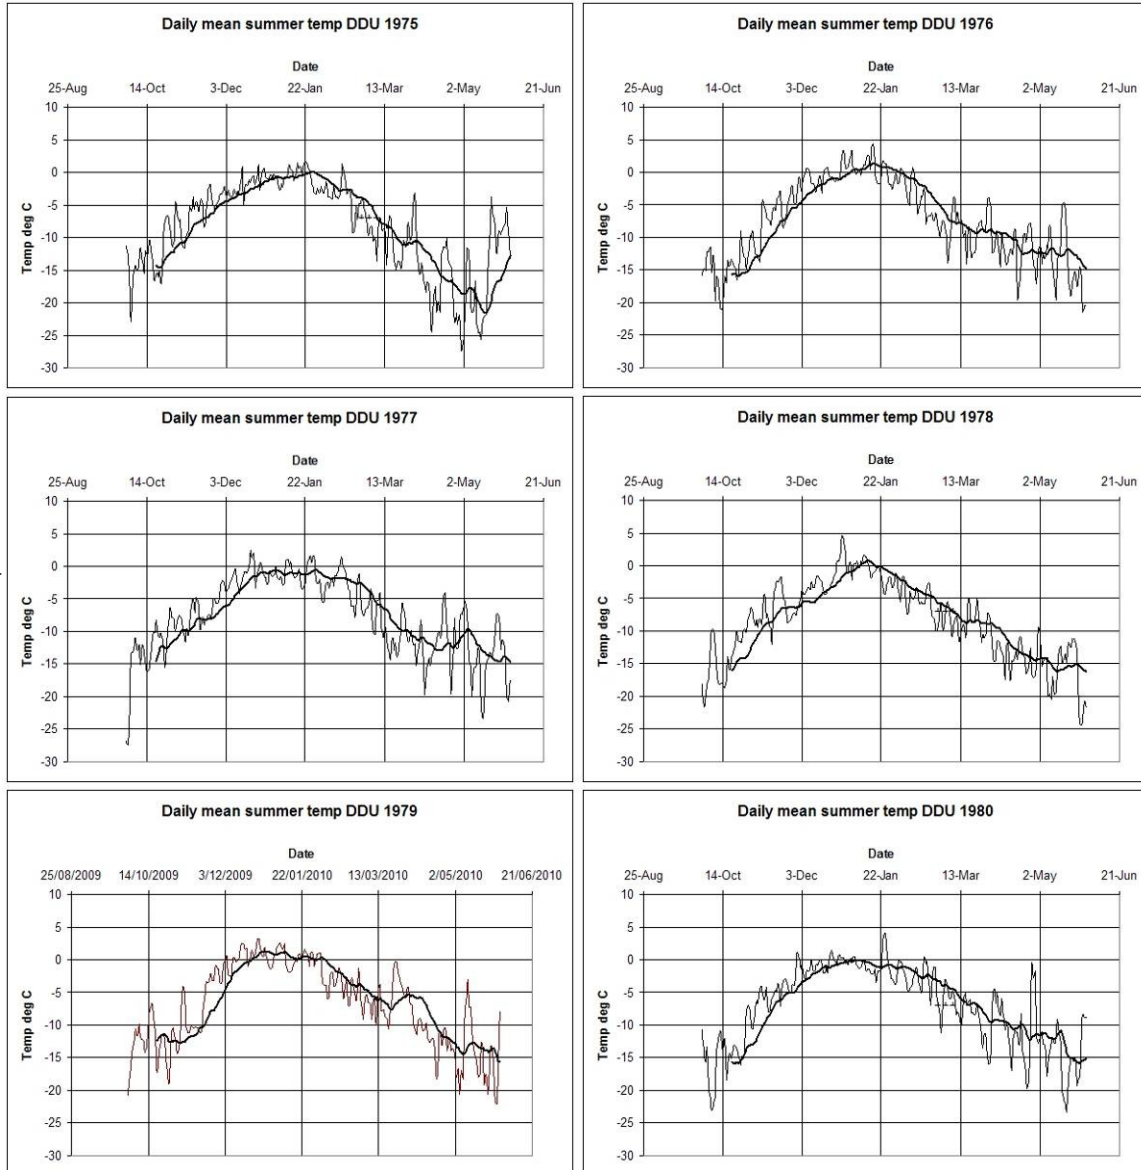 Daily mean summer temp DDU 1975
Date
25-Aug 14-Oct 3-Dec 22-Jan 13-Mar 2-May 21-Jun
10
5
0
-5
-10
-15
-20
-25
-30
Temp deg C
Daily mean summer temp DDU 1976
Date
25-Aug 14-Oct 3-Dec 22-Jan 13-Mar 2-May 21-Jun
10
5
0
-5
-10
-15
-20
-25
-30
Temp deg C
Daily mean summer temp DDU 1977
Date
25-Aug 14-Oct 3-Dec 22-Jan 13-Mar 2-May 21-Jun
10
5
0
-5
-10
-15
-20
-25
-30
Temp deg C
Daily mean summer temp DDU 1978
Date
25-Aug 14-Oct 3-Dec 22-Jan 13-Mar 2-May 21-Jun
10
5
0
-5
-10
-15
-20
-25
-30
Temp deg C
Daily mean summer temp DDU 1979
Date
25/08/2009 14/10/2009 3/12/2009 22/01/2010 13/03/2010 2/05/2010 21/06/2010
10
5
0
-5
-10
-15
-20
-25
-30
Temp deg C
Daily mean summer temp DDU 1980
Date
25-Aug 14-Oct 3-Dec 22-Jan 13-Mar 2-May 21-Jun
10
5
0
-5
-10
-15
-20
-25
-30
Temp deg C